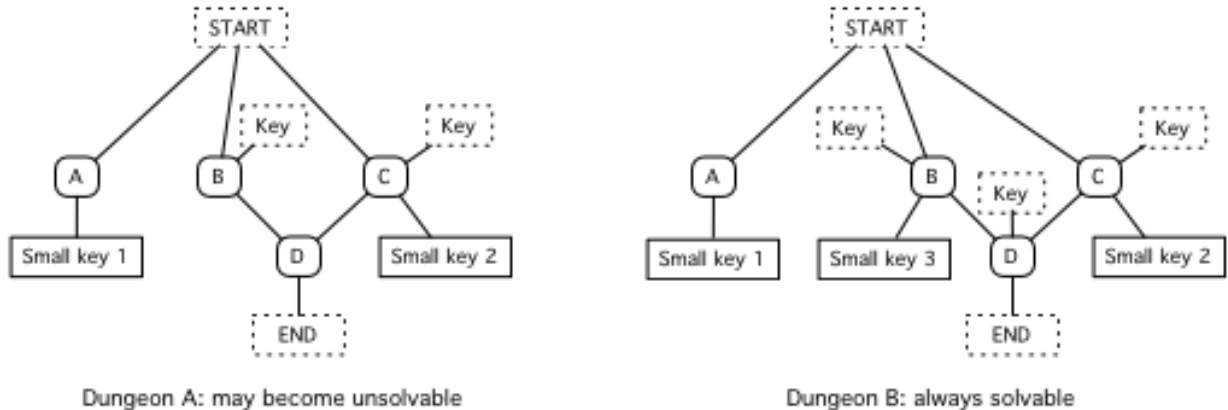 START
Key
Key
A
B
C
Small key 1
D
Small key 2
END
Dungeon A: may become unsolvable
START
Key
Key
A
B
Key
C
Small key 1
Small key 3
D
Small key 2
END
Dungeon B: always solvable